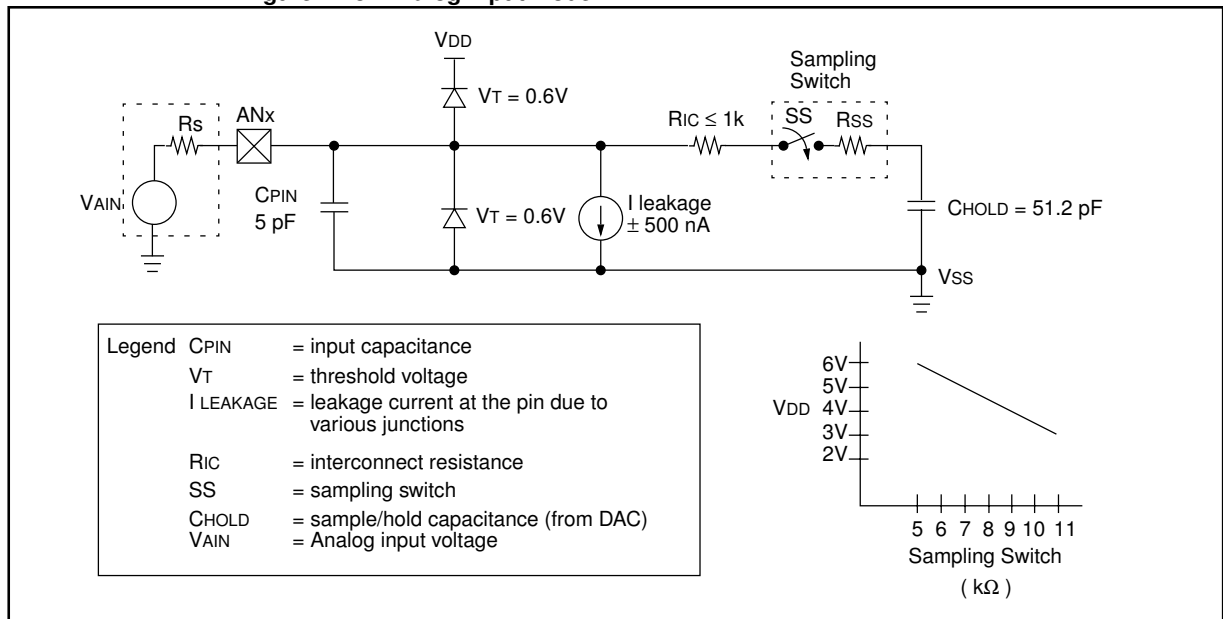 VDD
VT = 0.6V
Sampling
Switch
Rs
ANx
RIC ≤ 1k
SS
RSS
VAIN
CPIN
5 pF
VT = 0.6V
I leakage
± 500 nA
CHOLD = 51.2 pF
VSS
Legend CPIN = input capacitance
VT = threshold voltage
I LEAKAGE = leakage current at the pin due to
various junctions
RIC = interconnect resistance
SS = sampling switch
CHOLD = sample/hold capacitance (from DAC)
VAIN = Analog input voltage
6V
5V
VDD 4V
3V
2V
5 6 7 8 9 10 11
Sampling Switch
( kΩ )